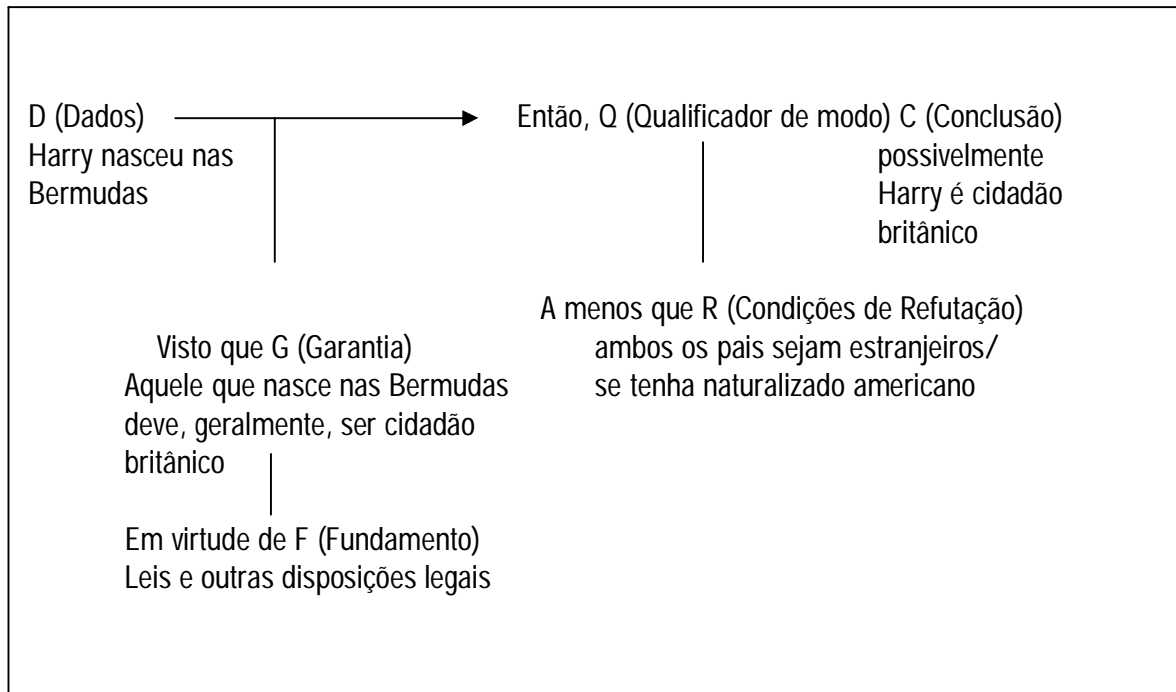 D (Dados)
Harry nasceu nas
Bermudas
Então, Q (Qualificador de modo) C (Conclusão)
possivelmente
Harry é cidadão
britânico
A menos que R (Condições de Refutação)
ambos os pais sejam estranjeiros/
se tenha naturalizado americano
Visto que G (Garantia)
Aquele que nasce nas Bermudas
deve, geralmente, ser cidadão
britânico
Em virtude de F (Fundamento)
Leis e outras disposições legais